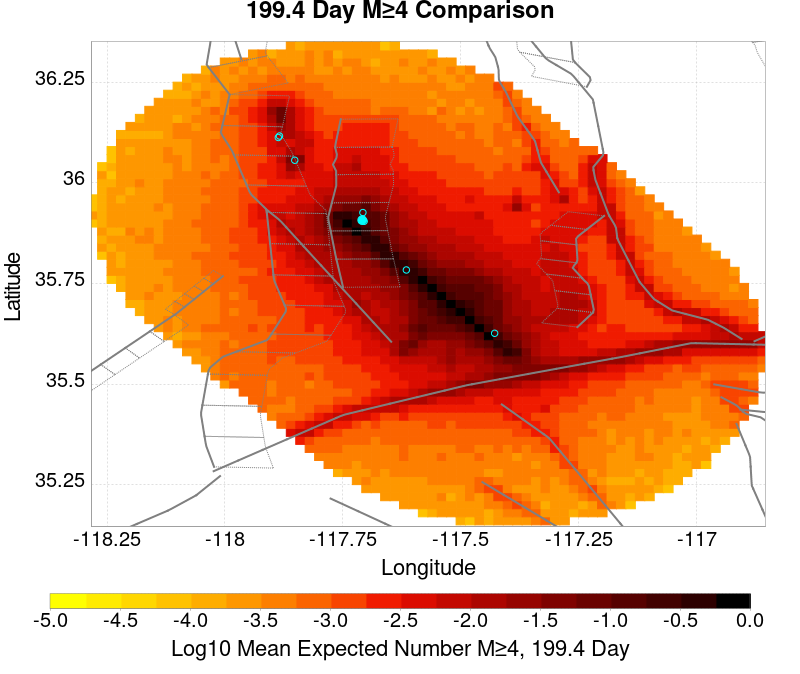 199.4 Day M≥4 Comparison
36.25
36
35.75
35.5
35.25
Latitude
-118.25 -118 -117.75 -117.5 -117.25 -117
Longitude
-5.0 -4.5 -4.0 -3.5 -3.0 -2.5 -2.0 -1.5 -1.0 -0.5 0.0
Log10 Mean Expected Number M≥4, 199.4 Day